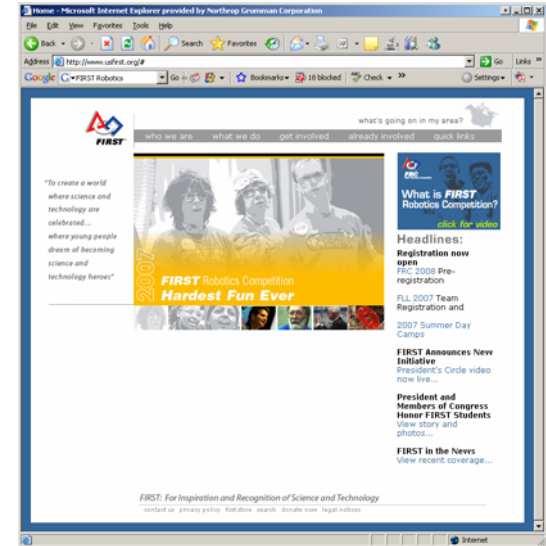 Home - Microsoft Internet Explorer provided by Northrop Grumman Corporation
File Edit View Favorites Tools Help
Back Search Favorites
Address http://www.usfirst.org/# Go Links »
Google FIRST Robotics Go Bookmarks 18 blocked Check » Settings
what's going on in my area?
FIRST
who we are what we do get involved already involved quick links
"To create a world
where science and
technology are
celebrated...
where young people
dream of becoming
science and
technology heroes"
2007
FIRST Robotics Competition
Hardest Fun Ever
FRC
What is FIRST
Robotics Competition?
click for video
Headlines:
Registration now
open
FRC 2008 Pre-
registration
FLL 2007 Team
Registration and
2007 Summer Day
Camps
FIRST Announces New
Initiative
President's Circle video
now live...
President and
Members of Congress
Honor FIRST Students
View story and
photos...
FIRST in the News
View recent coverage...
FIRST: For Inspiration and Recognition of Science and Technology
contact us privacy policy first store search donate now legal notices
Internet